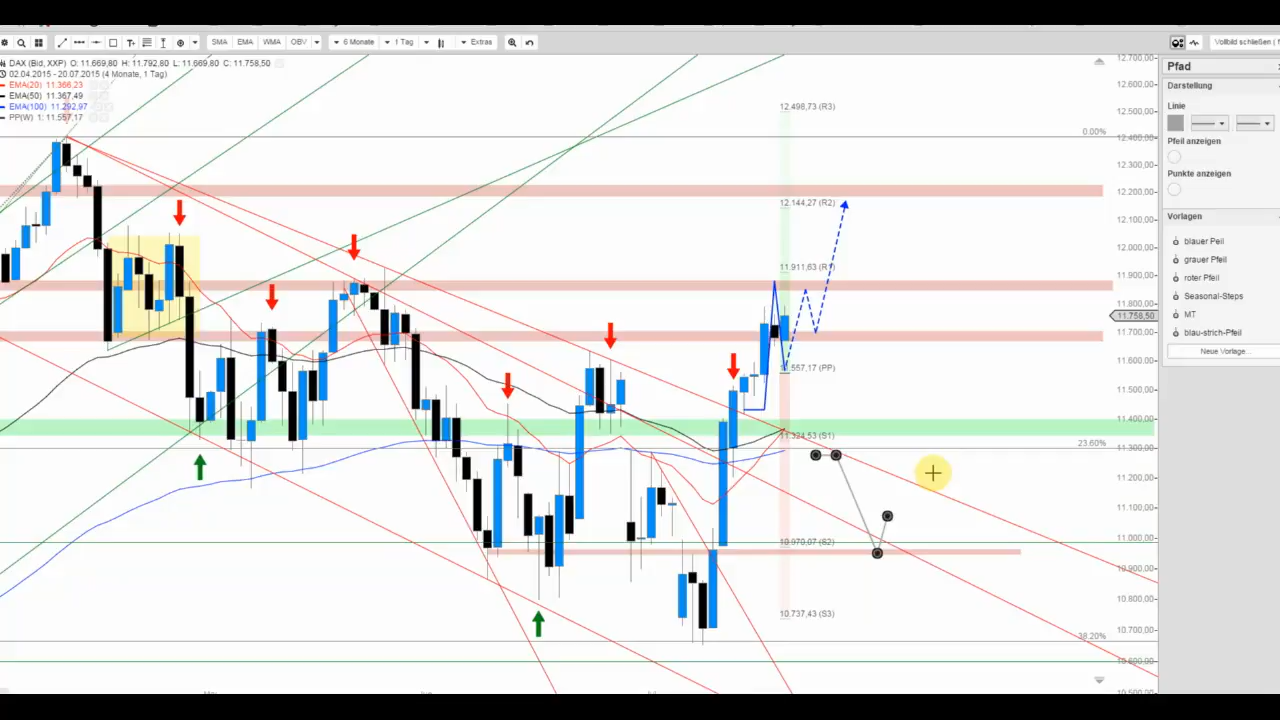 SMA EMA WMA OBV 6 Monate 1 Tag Extras Vollbild schließen (
DAX (Bid, XXP) O: 11.669,80 H: 11.792,80 L: 11.669,80 C: 11.758,50
02.04.2015 - 20.07.2015 (4 Monate, 1 Tag)
EMA(20) 11.366,23
EMA(50) 11.367,49
EMA(100) 11.292,97
PP(W) 1: 11.557,17
12.498,73 (R3)
0.00%
12.144,27 (R2)
11.911,63 (R1)
11.557,17 (PP)
11.324,53 (S1)
23.60%
10.970,07 (S2)
10.737,43 (S3)
38.20%
12.700,00
12.600,00
12.500,00
12.400,00
12.300,00
12.200,00
12.100,00
12.000,00
11.900,00
11.800,00
11.758,50
11.700,00
11.600,00
11.500,00
11.400,00
11.300,00
11.200,00
11.100,00
11.000,00
10.900,00
10.800,00
10.700,00
10.600,00
10.500,00
Pfad
Darstellung
Linie
Pfeil anzeigen
Punkte anzeigen
Vorlagen
blauer Peil
grauer Pfeil
roter Pfeil
Seasonal-Steps
MT
blau-strich-Pfeil
Neue Vorlage...